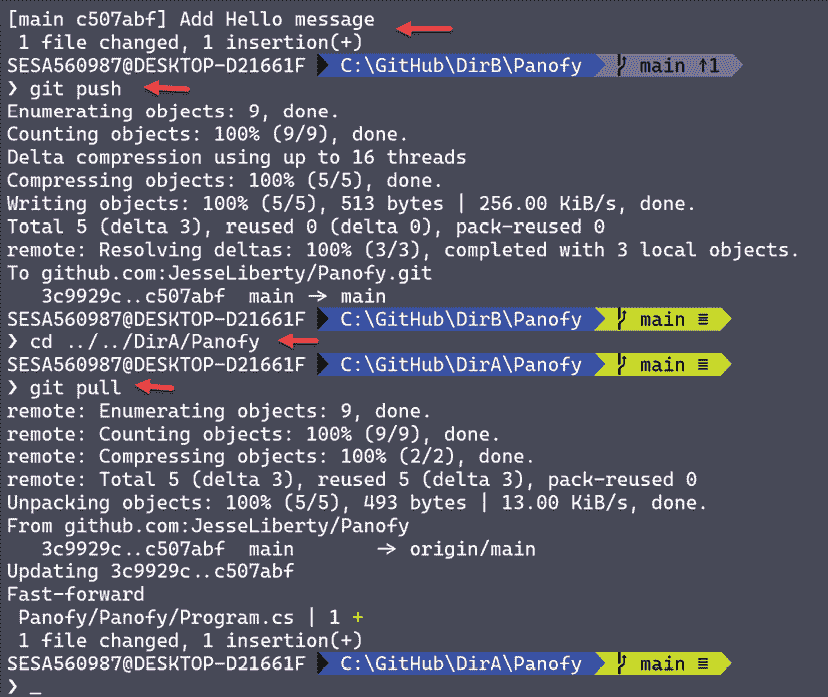 [main c507abf] Add Hello message
 1 file changed, 1 insertion(+)
SESA560987@DESKTOP-D21661F C:\GitHub\DirB\Panofy main ↑1
❯ git push
Enumerating objects: 9, done.
Counting objects: 100% (9/9), done.
Delta compression using up to 16 threads
Compressing objects: 100% (5/5), done.
Writing objects: 100% (5/5), 513 bytes | 256.00 KiB/s, done.
Total 5 (delta 3), reused 0 (delta 0), pack-reused 0
remote: Resolving deltas: 100% (3/3), completed with 3 local objects.
To github.com:JesseLiberty/Panofy.git
   3c9929c..c507abf  main → main
SESA560987@DESKTOP-D21661F C:\GitHub\DirB\Panofy main ≡
❯ cd ../../DirA/Panofy
SESA560987@DESKTOP-D21661F C:\GitHub\DirA\Panofy main ≡
❯ git pull
remote: Enumerating objects: 9, done.
remote: Counting objects: 100% (9/9), done.
remote: Compressing objects: 100% (2/2), done.
remote: Total 5 (delta 3), reused 5 (delta 3), pack-reused 0
Unpacking objects: 100% (5/5), 493 bytes | 13.00 KiB/s, done.
From github.com:JesseLiberty/Panofy
   3c9929c..c507abf  main       → origin/main
Updating 3c9929c..c507abf
Fast-forward
 Panofy/Panofy/Program.cs | 1 +
 1 file changed, 1 insertion(+)
SESA560987@DESKTOP-D21661F C:\GitHub\DirA\Panofy main ≡
❯ _